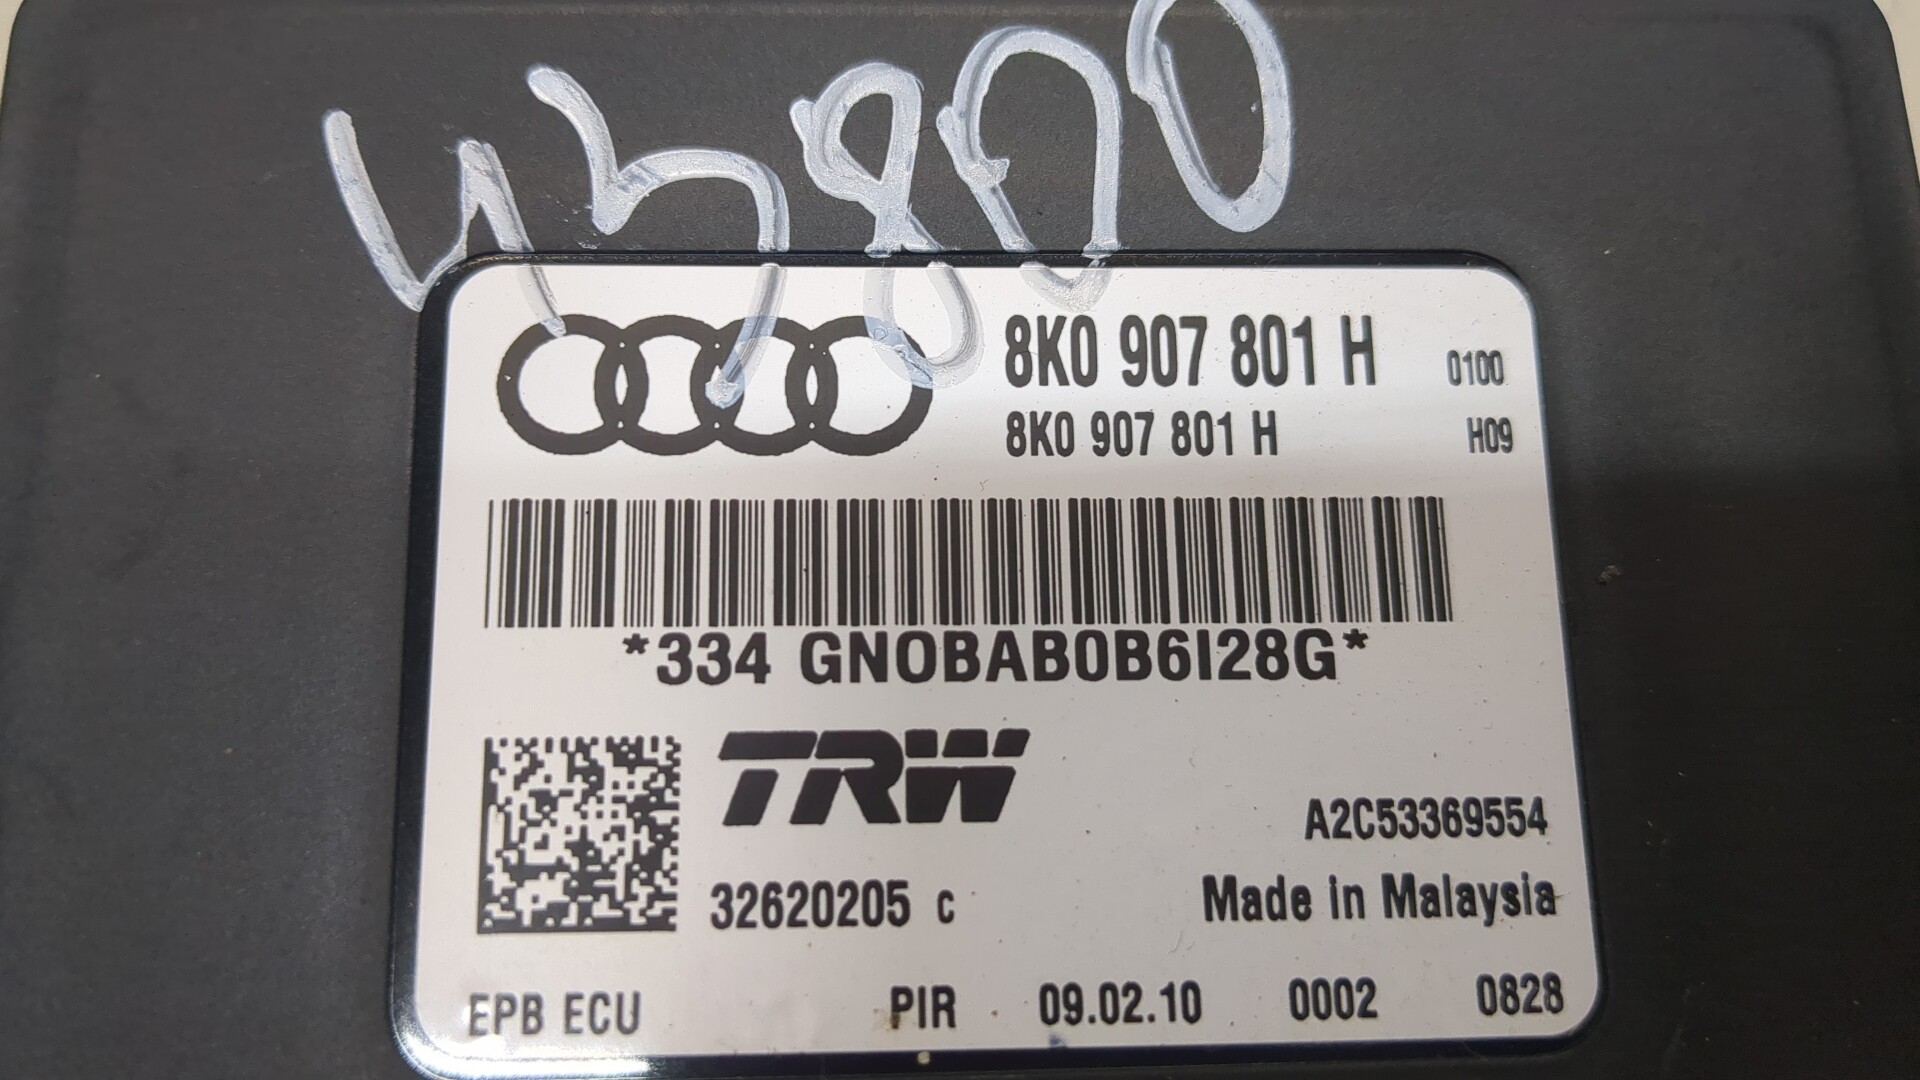 45800
8K0 907 801 H 0100
8K0 907 801 H H09
*334 GNOBAB0B6I28G*
TRW
A2C53369554
32620205 c Made in Malaysia
EPB ECU PIR 09.02.10 0002 0828